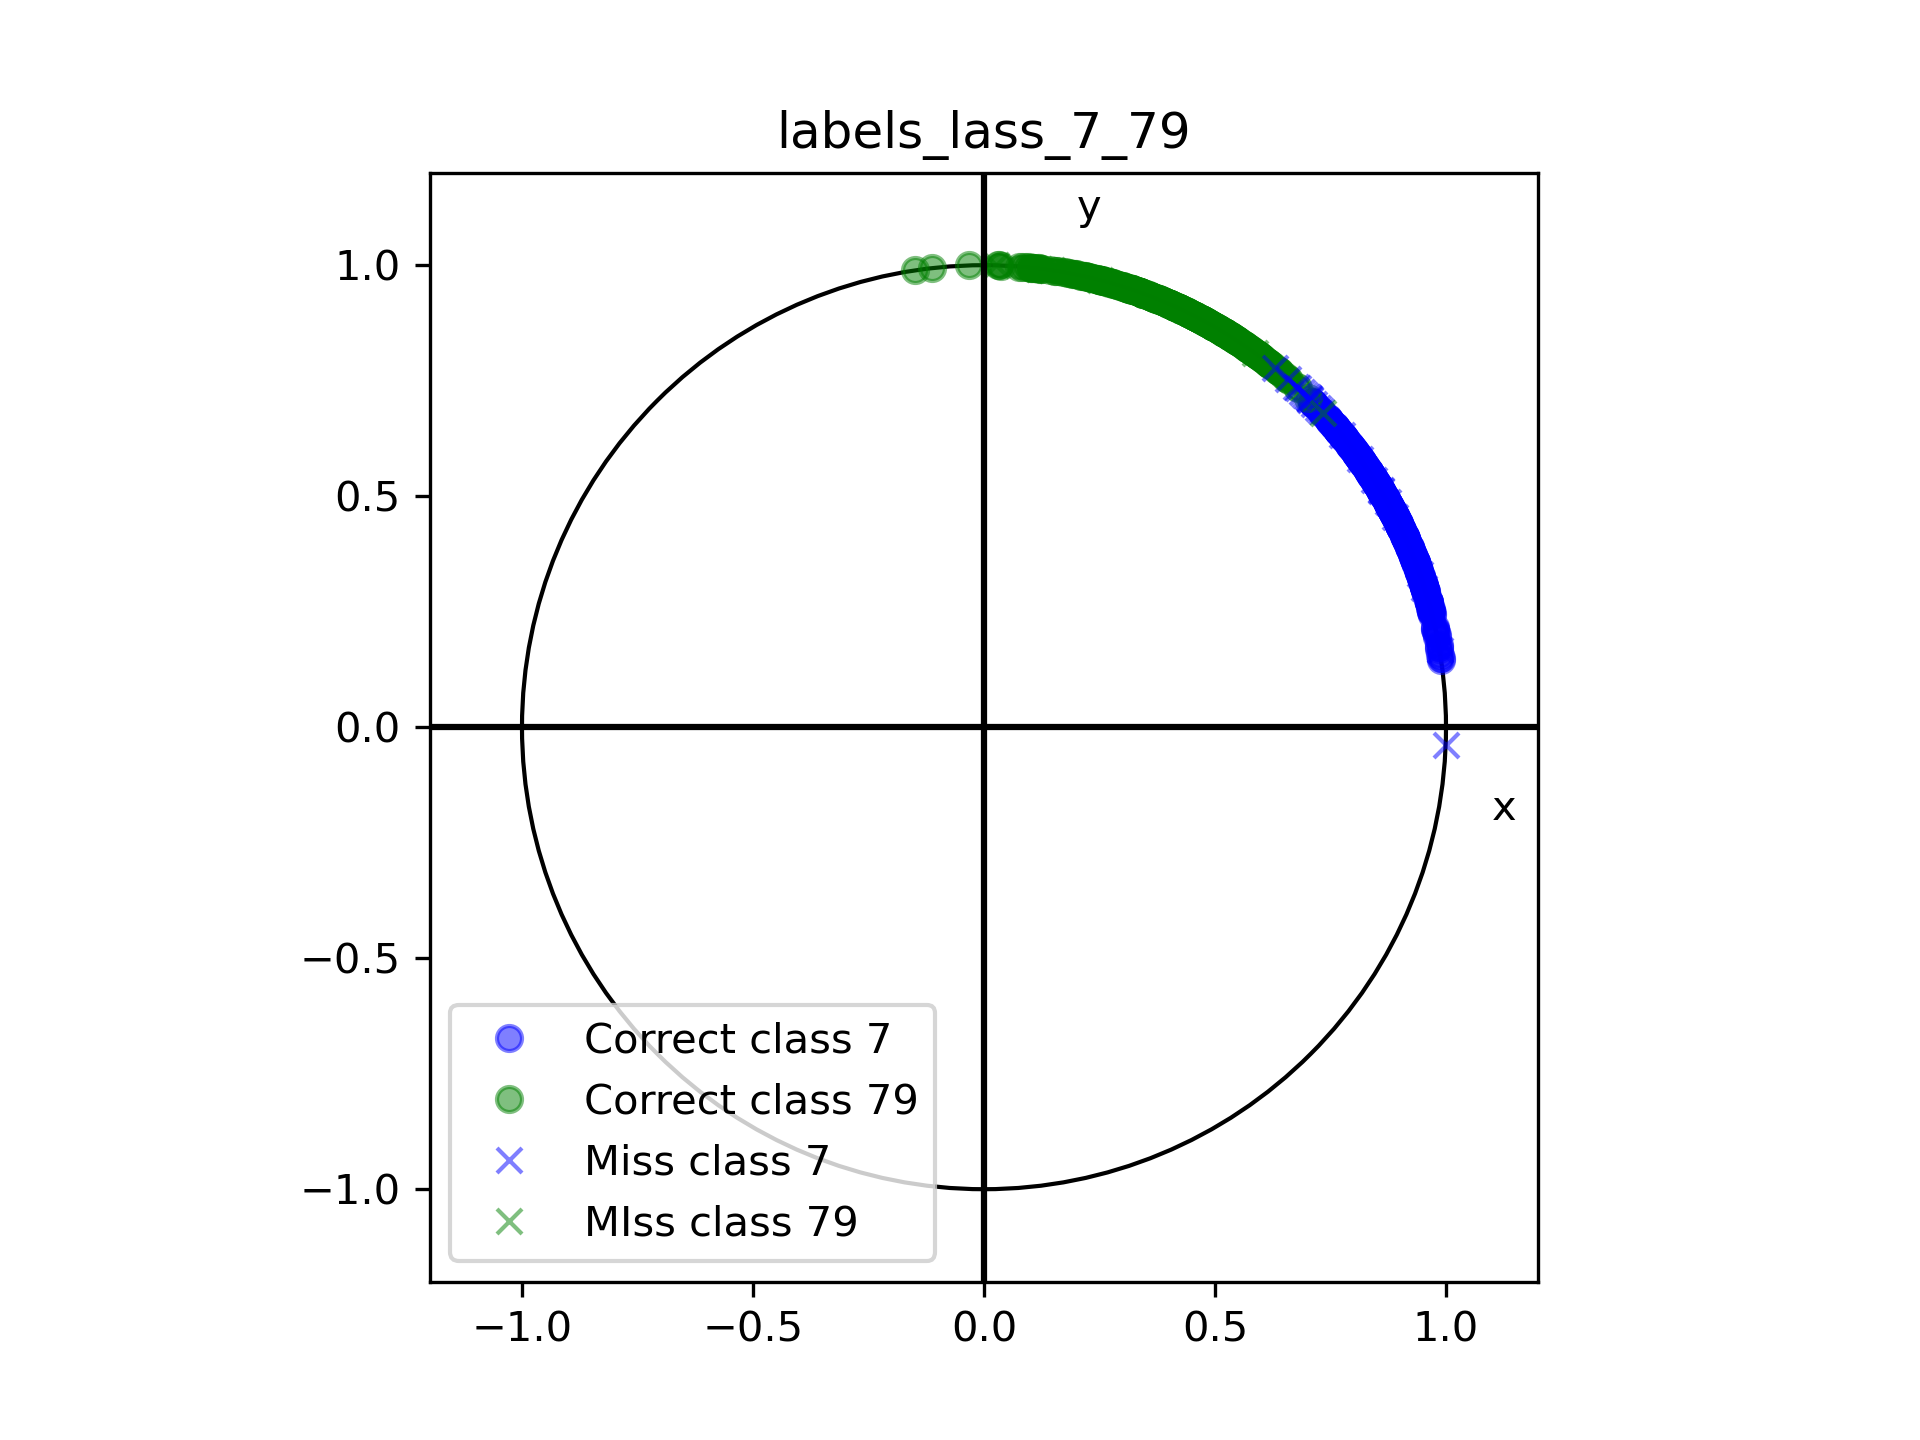 labels_lass_7_79
y
1.0
0.5
0.0
−0.5
−1.0
x
Correct class 7
Correct class 79
Miss class 7
MIss class 79
−1.0 −0.5 0.0 0.5 1.0